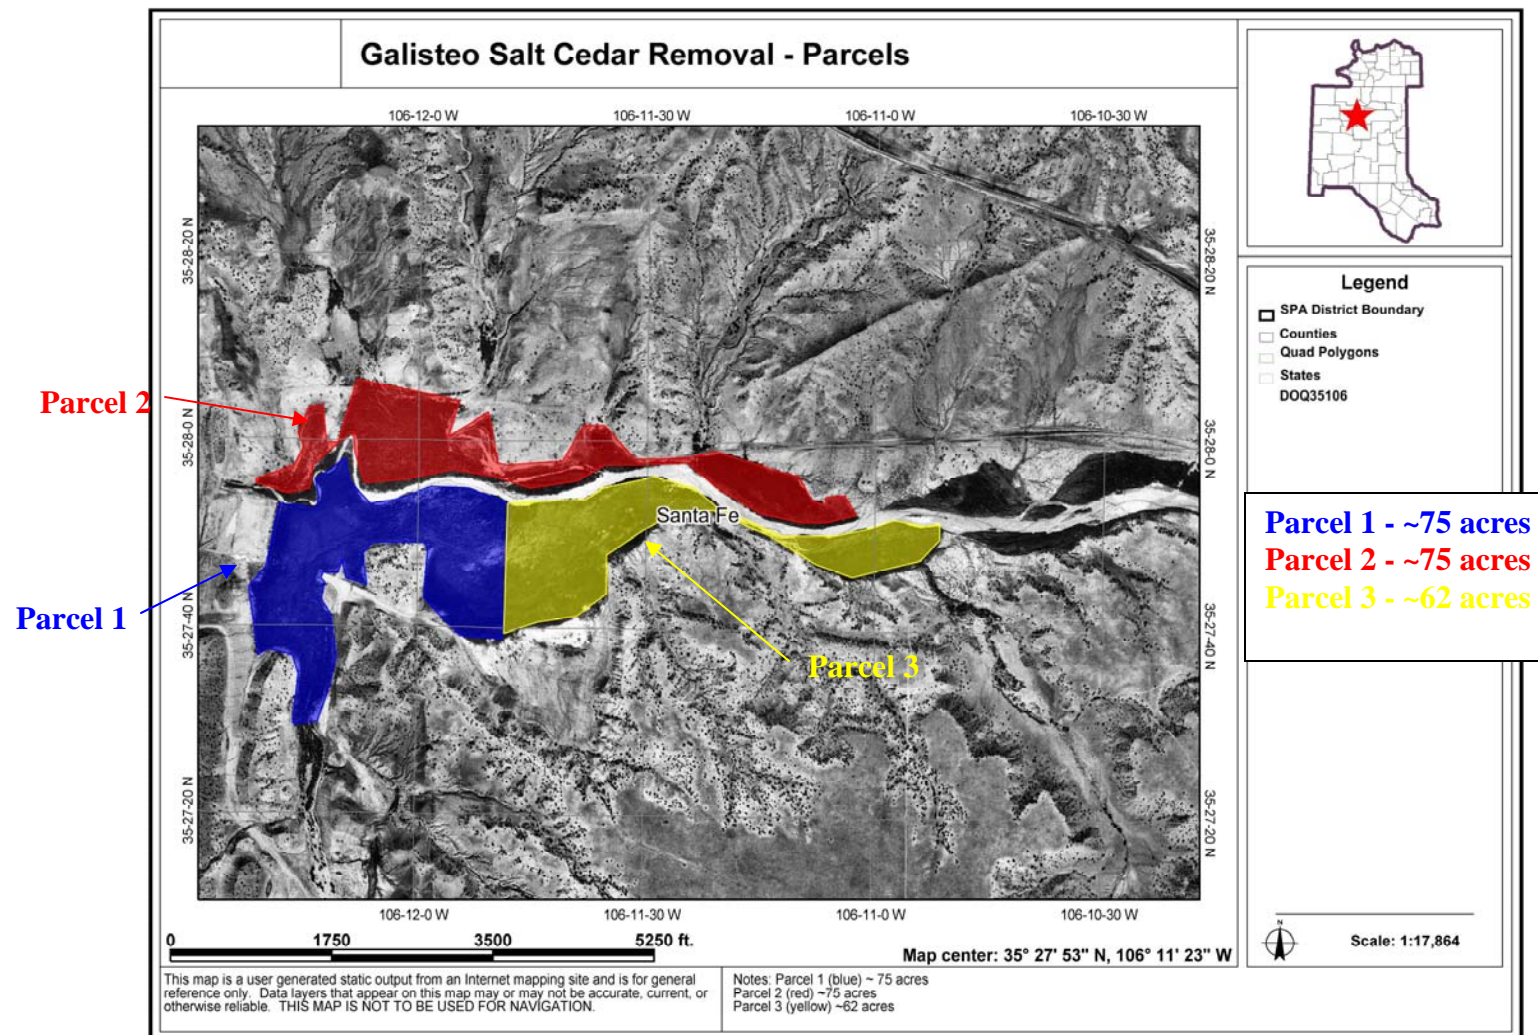 Galisteo Salt Cedar Removal - Parcels
106-12-0 W
106-11-30 W
106-11-0 W
106-10-30 W
35-28-20 N
35-28-20 N
Parcel 2
35-28-0 N
35-28-0 N
Santa Fe
Parcel 1
35-27-40 N
35-27-40 N
Parcel 3
35-27-20 N
35-27-20 N
106-12-0 W
106-11-30 W
106-11-0 W
106-10-30 W
0
1750
3500
5250 ft.
Map center: 35° 27' 53" N, 106° 11' 23" W
Legend
SPA District Boundary
Counties
Quad Polygons
States
DOQ35106
Parcel 1 - ~75 acres
Parcel 2 - ~75 acres
Parcel 3 - ~62 acres
N
Scale: 1:17,864
This map is a user generated static output from an Internet mapping site and is for general
reference only. Data layers that appear on this map may or may not be accurate, current, or
otherwise reliable. THIS MAP IS NOT TO BE USED FOR NAVIGATION.
Notes: Parcel 1 (blue) ~ 75 acres
Parcel 2 (red) ~75 acres
Parcel 3 (yellow) ~62 acres